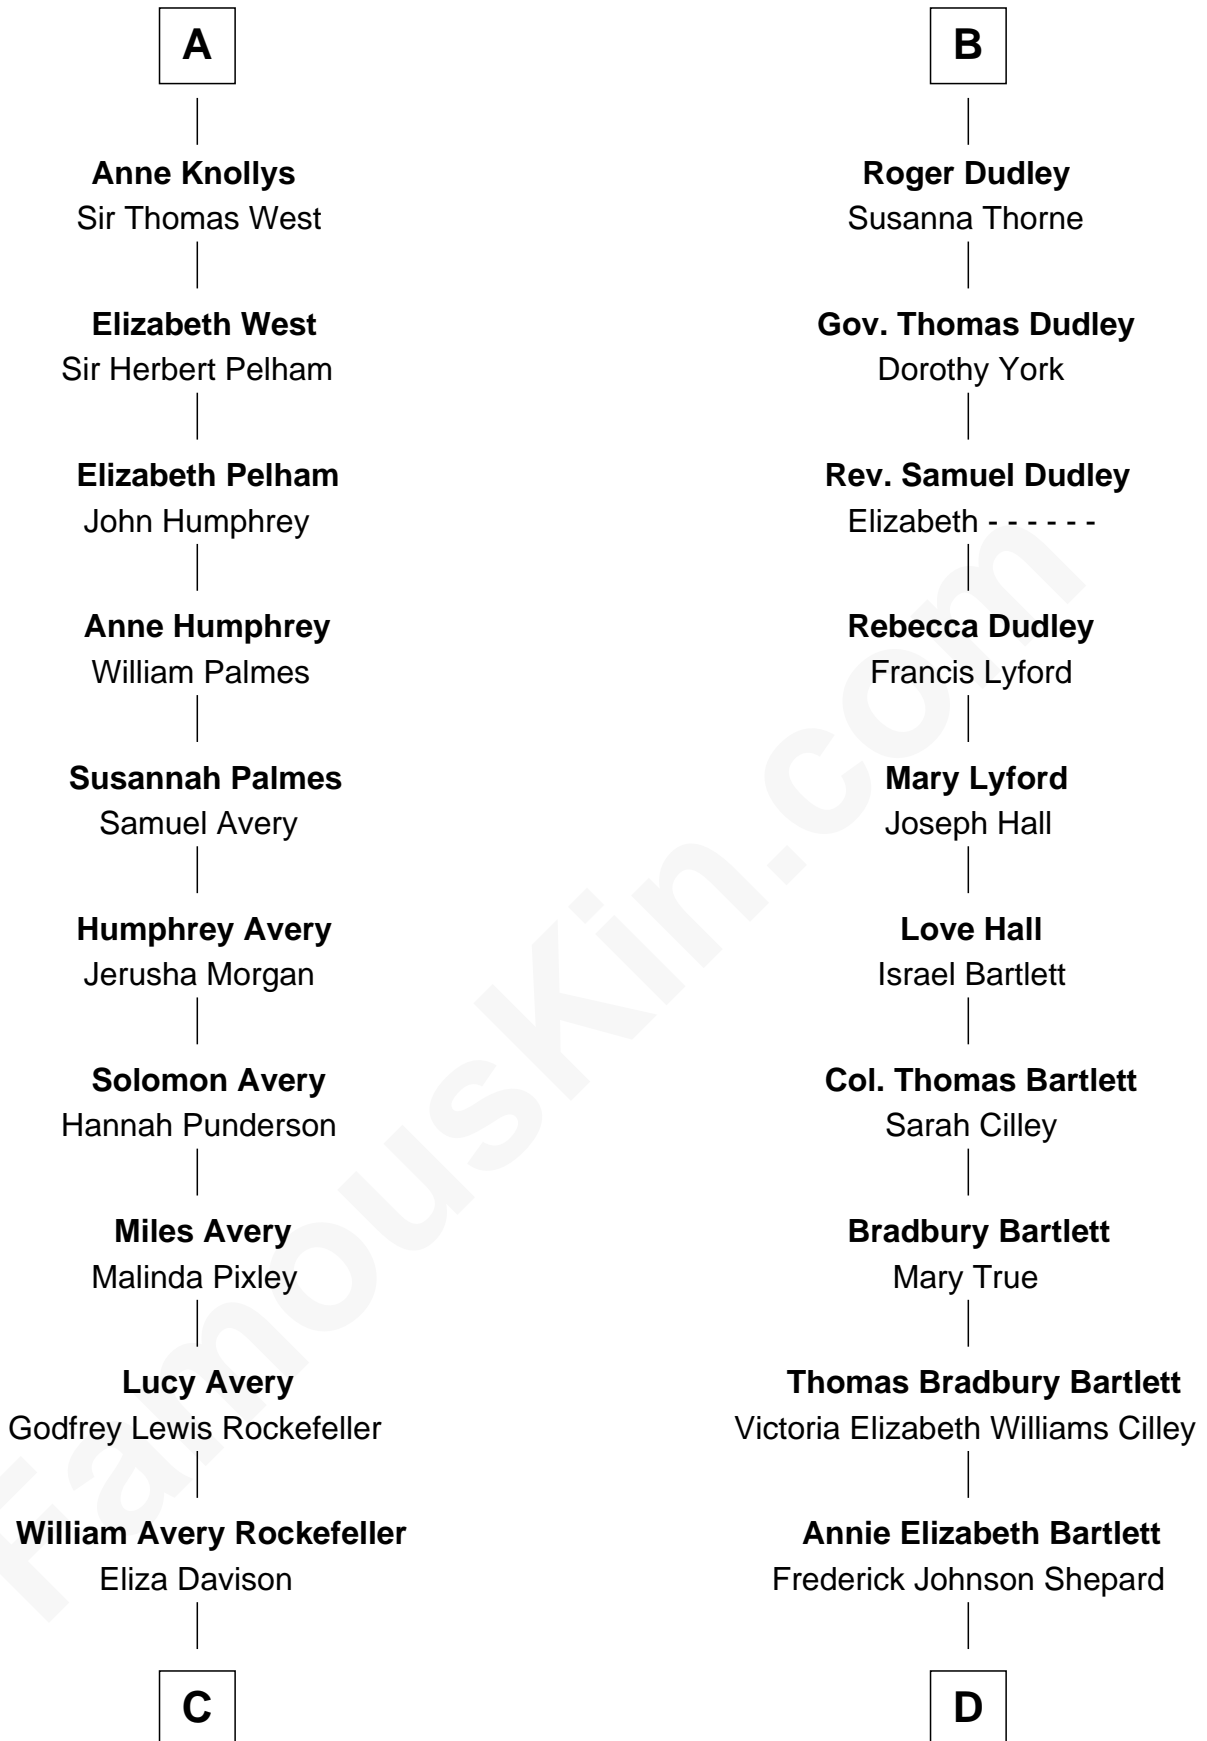 A
Anne Knollys
Sir Thomas West
Elizabeth West
Sir Herbert Pelham
Elizabeth Pelham
John Humphrey
Anne Humphrey
William Palmes
Susannah Palmes
Samuel Avery
Humphrey Avery
Jerusha Morgan
Solomon Avery
Hannah Punderson
Miles Avery
Malinda Pixley
Lucy Avery
Godfrey Lewis Rockefeller
William Avery Rockefeller
Eliza Davison
C
B
Roger Dudley
Susanna Thorne
Gov. Thomas Dudley
Dorothy York
Rev. Samuel Dudley
Elizabeth - - - - - -
Rebecca Dudley
Francis Lyford
Mary Lyford
Joseph Hall
Love Hall
Israel Bartlett
Col. Thomas Bartlett
Sarah Cilley
Bradbury Bartlett
Mary True
Thomas Bradbury Bartlett
Victoria Elizabeth Williams Cilley
Annie Elizabeth Bartlett
Frederick Johnson Shepard
D
FamousKin.com